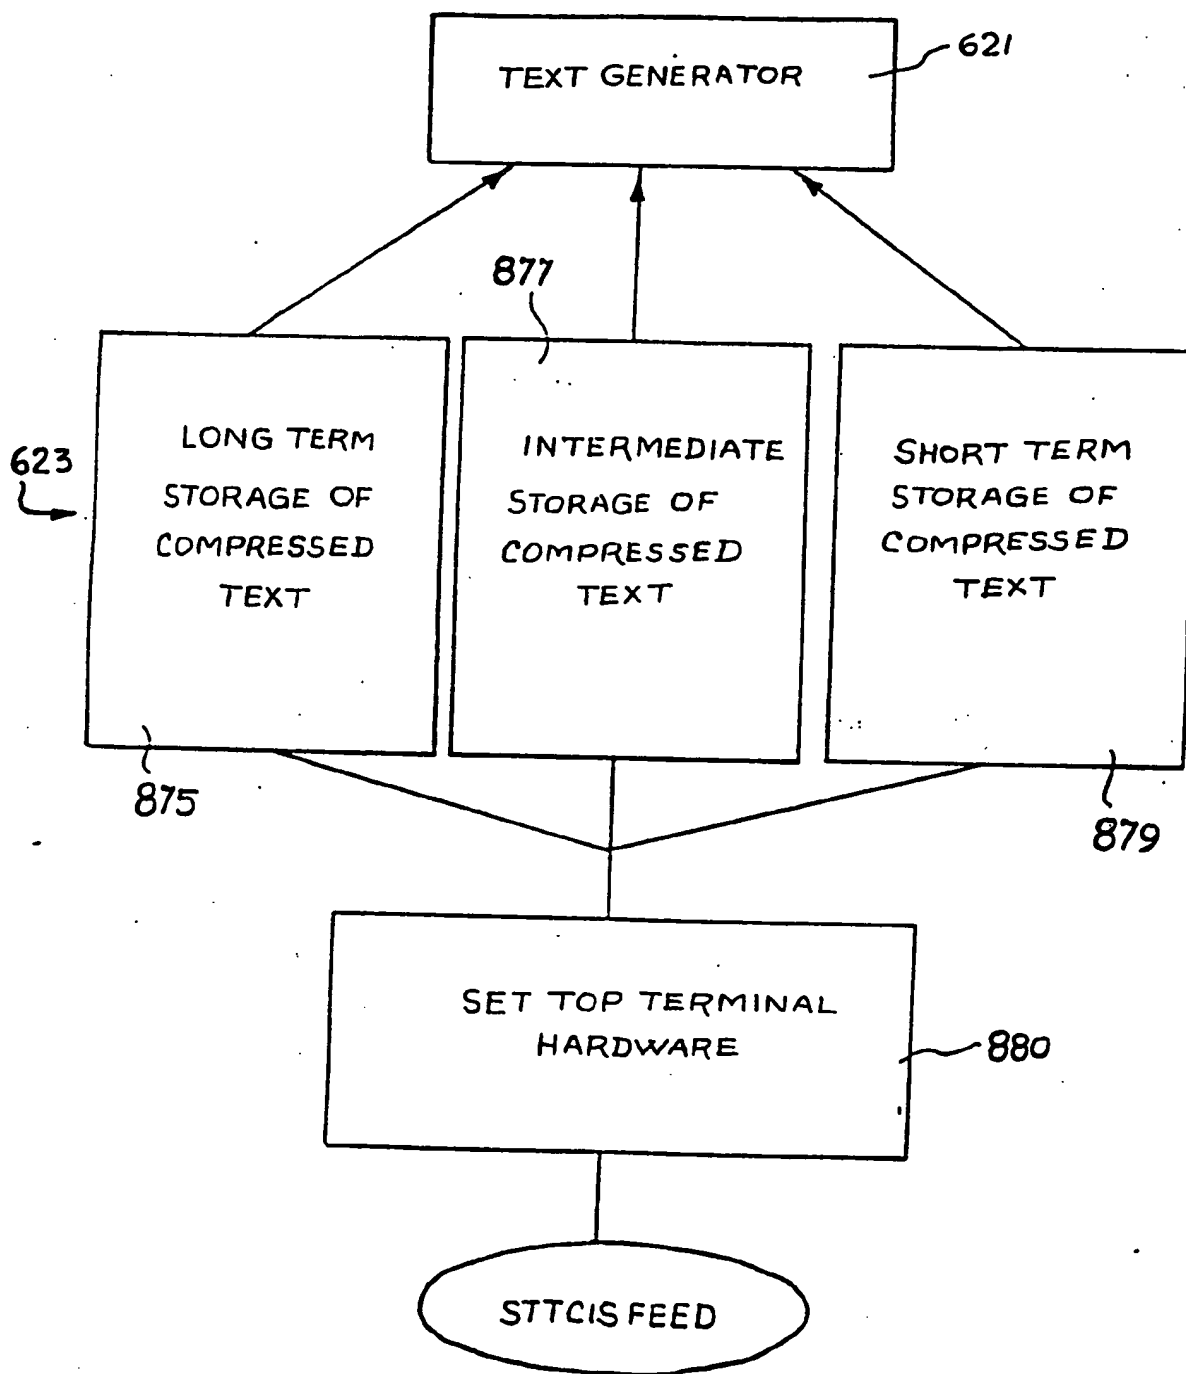 TEXT GENERATOR
621
877
623
LONG TERM
STORAGE OF
COMPRESSED
TEXT
INTERMEDIATE
STORAGE OF
COMPRESSED
TEXT
SHORT TERM
STORAGE OF
COMPRESSED
TEXT
875
879
SET TOP TERMINAL
HARDWARE
880
STTCIS FEED